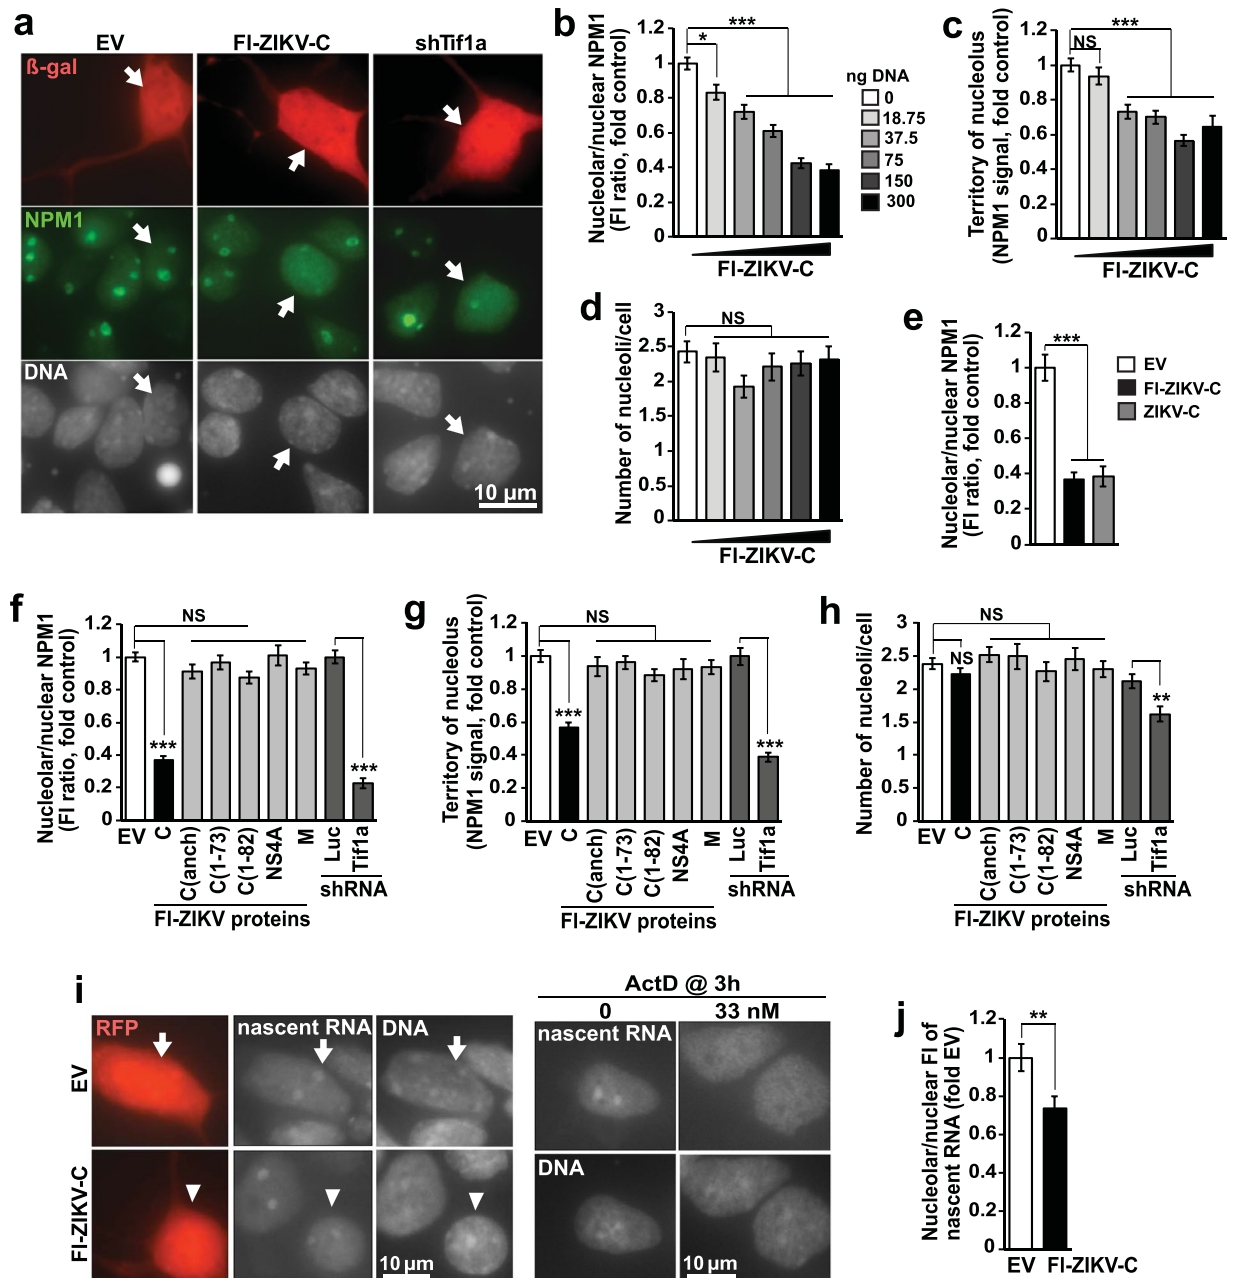 a
EV
Fl-ZIKV-C
shTif1a
ß-gal
NPM1
DNA
10 µm
b
Nucleolar/nuclear NPM1
(FI ratio, fold control)
1.2
1
0.8
0.6
0.4
0.2
0
*
***
Fl-ZIKV-C
ng DNA
0
18.75
37.5
75
150
300
c
Territory of nucleolus
(NPM1 signal, fold control)
1.2
1
0.8
0.6
0.4
0.2
0
NS
***
Fl-ZIKV-C
d
Number of nucleoli/cell
3
2.5
2
1.5
1
0.5
0
NS
Fl-ZIKV-C
e
Nucleolar/nuclear NPM1
(FI ratio, fold control)
1.2
1
0.8
0.6
0.4
0.2
0
***
EV
Fl-ZIKV-C
ZIKV-C
f
Nucleolar/nuclear NPM1
(FI ratio, fold control)
1.2
1
0.8
0.6
0.4
0.2
0
NS
***
***
EV
C
C(anch)
C(1-73)
C(1-82)
NS4A
M
Luc
Tif1a
shRNA
Fl-ZIKV proteins
g
Territory of nucleolus
(NPM1 signal, fold control)
1.2
1
0.8
0.6
0.4
0.2
0
NS
***
***
EV
C
C(anch)
C(1-73)
C(1-82)
NS4A
M
Luc
Tif1a
shRNA
Fl-ZIKV proteins
h
Number of nucleoli/cell
3
2.5
2
1.5
1
0.5
0
NS
NS
**
EV
C
C(anch)
C(1-73)
C(1-82)
NS4A
M
Luc
Tif1a
shRNA
Fl-ZIKV proteins
i
EV
Fl-ZIKV-C
RFP
nascent RNA
DNA
10 µm
ActD @ 3h
0
33 nM
nascent RNA
DNA
10 µm
j
Nucleolar/nuclear FI of
nascent RNA (fold EV)
1.2
1
0.8
0.6
0.4
0.2
0
**
EV
Fl-ZIKV-C